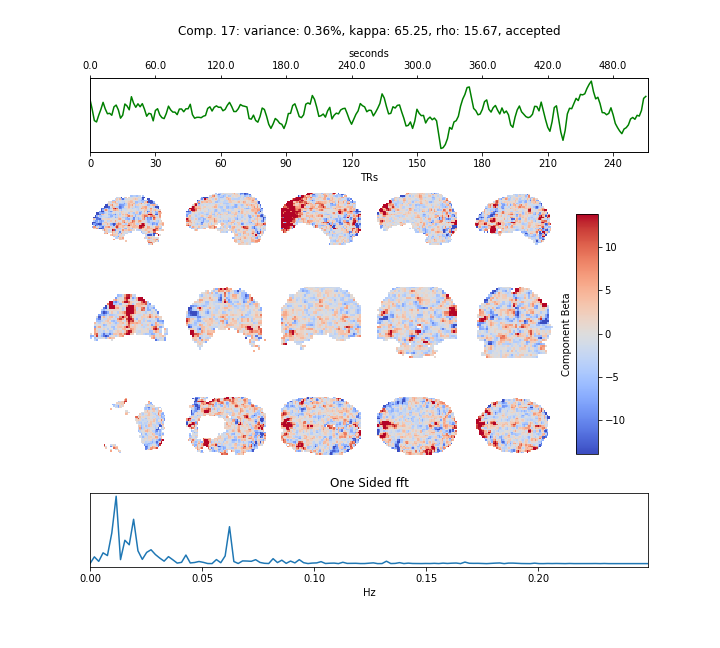 Comp. 17: variance: 0.36%, kappa: 65.25, rho: 15.67, accepted
seconds
0.0 60.0 120.0 180.0 240.0 300.0 360.0 420.0 480.0
0 30 60 90 120 150 180 210 240
TRs
10
5
0
−5
−10
Component Beta
One Sided fft
0.00 0.05 0.10 0.15 0.20
Hz